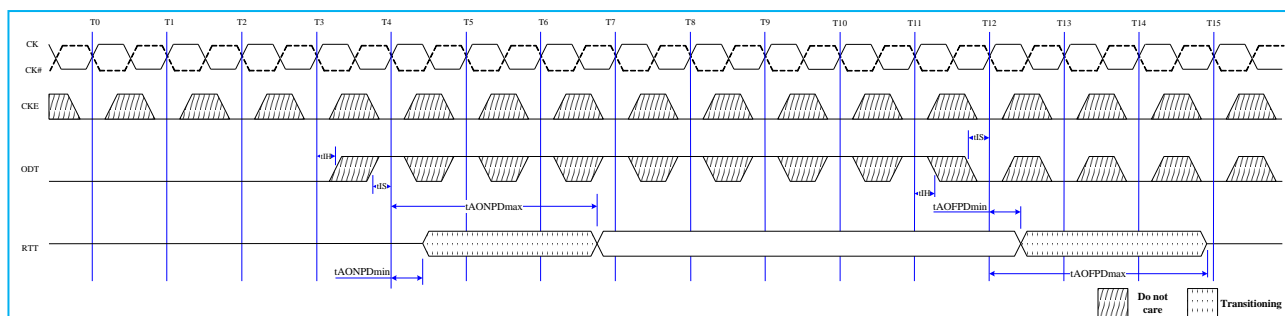 T0 T1 T2 T3 T4 T5 T6 T7 T8 T9 T10 T11 T12 T13 T14 T15
CK
CK#
CKE
tIS
tIH
ODT
tIS
tIH
tAONPDmax
tAOFPDmin
RTT
tAONPDmin
tAOFPDmax
Do not
care
Transitioning